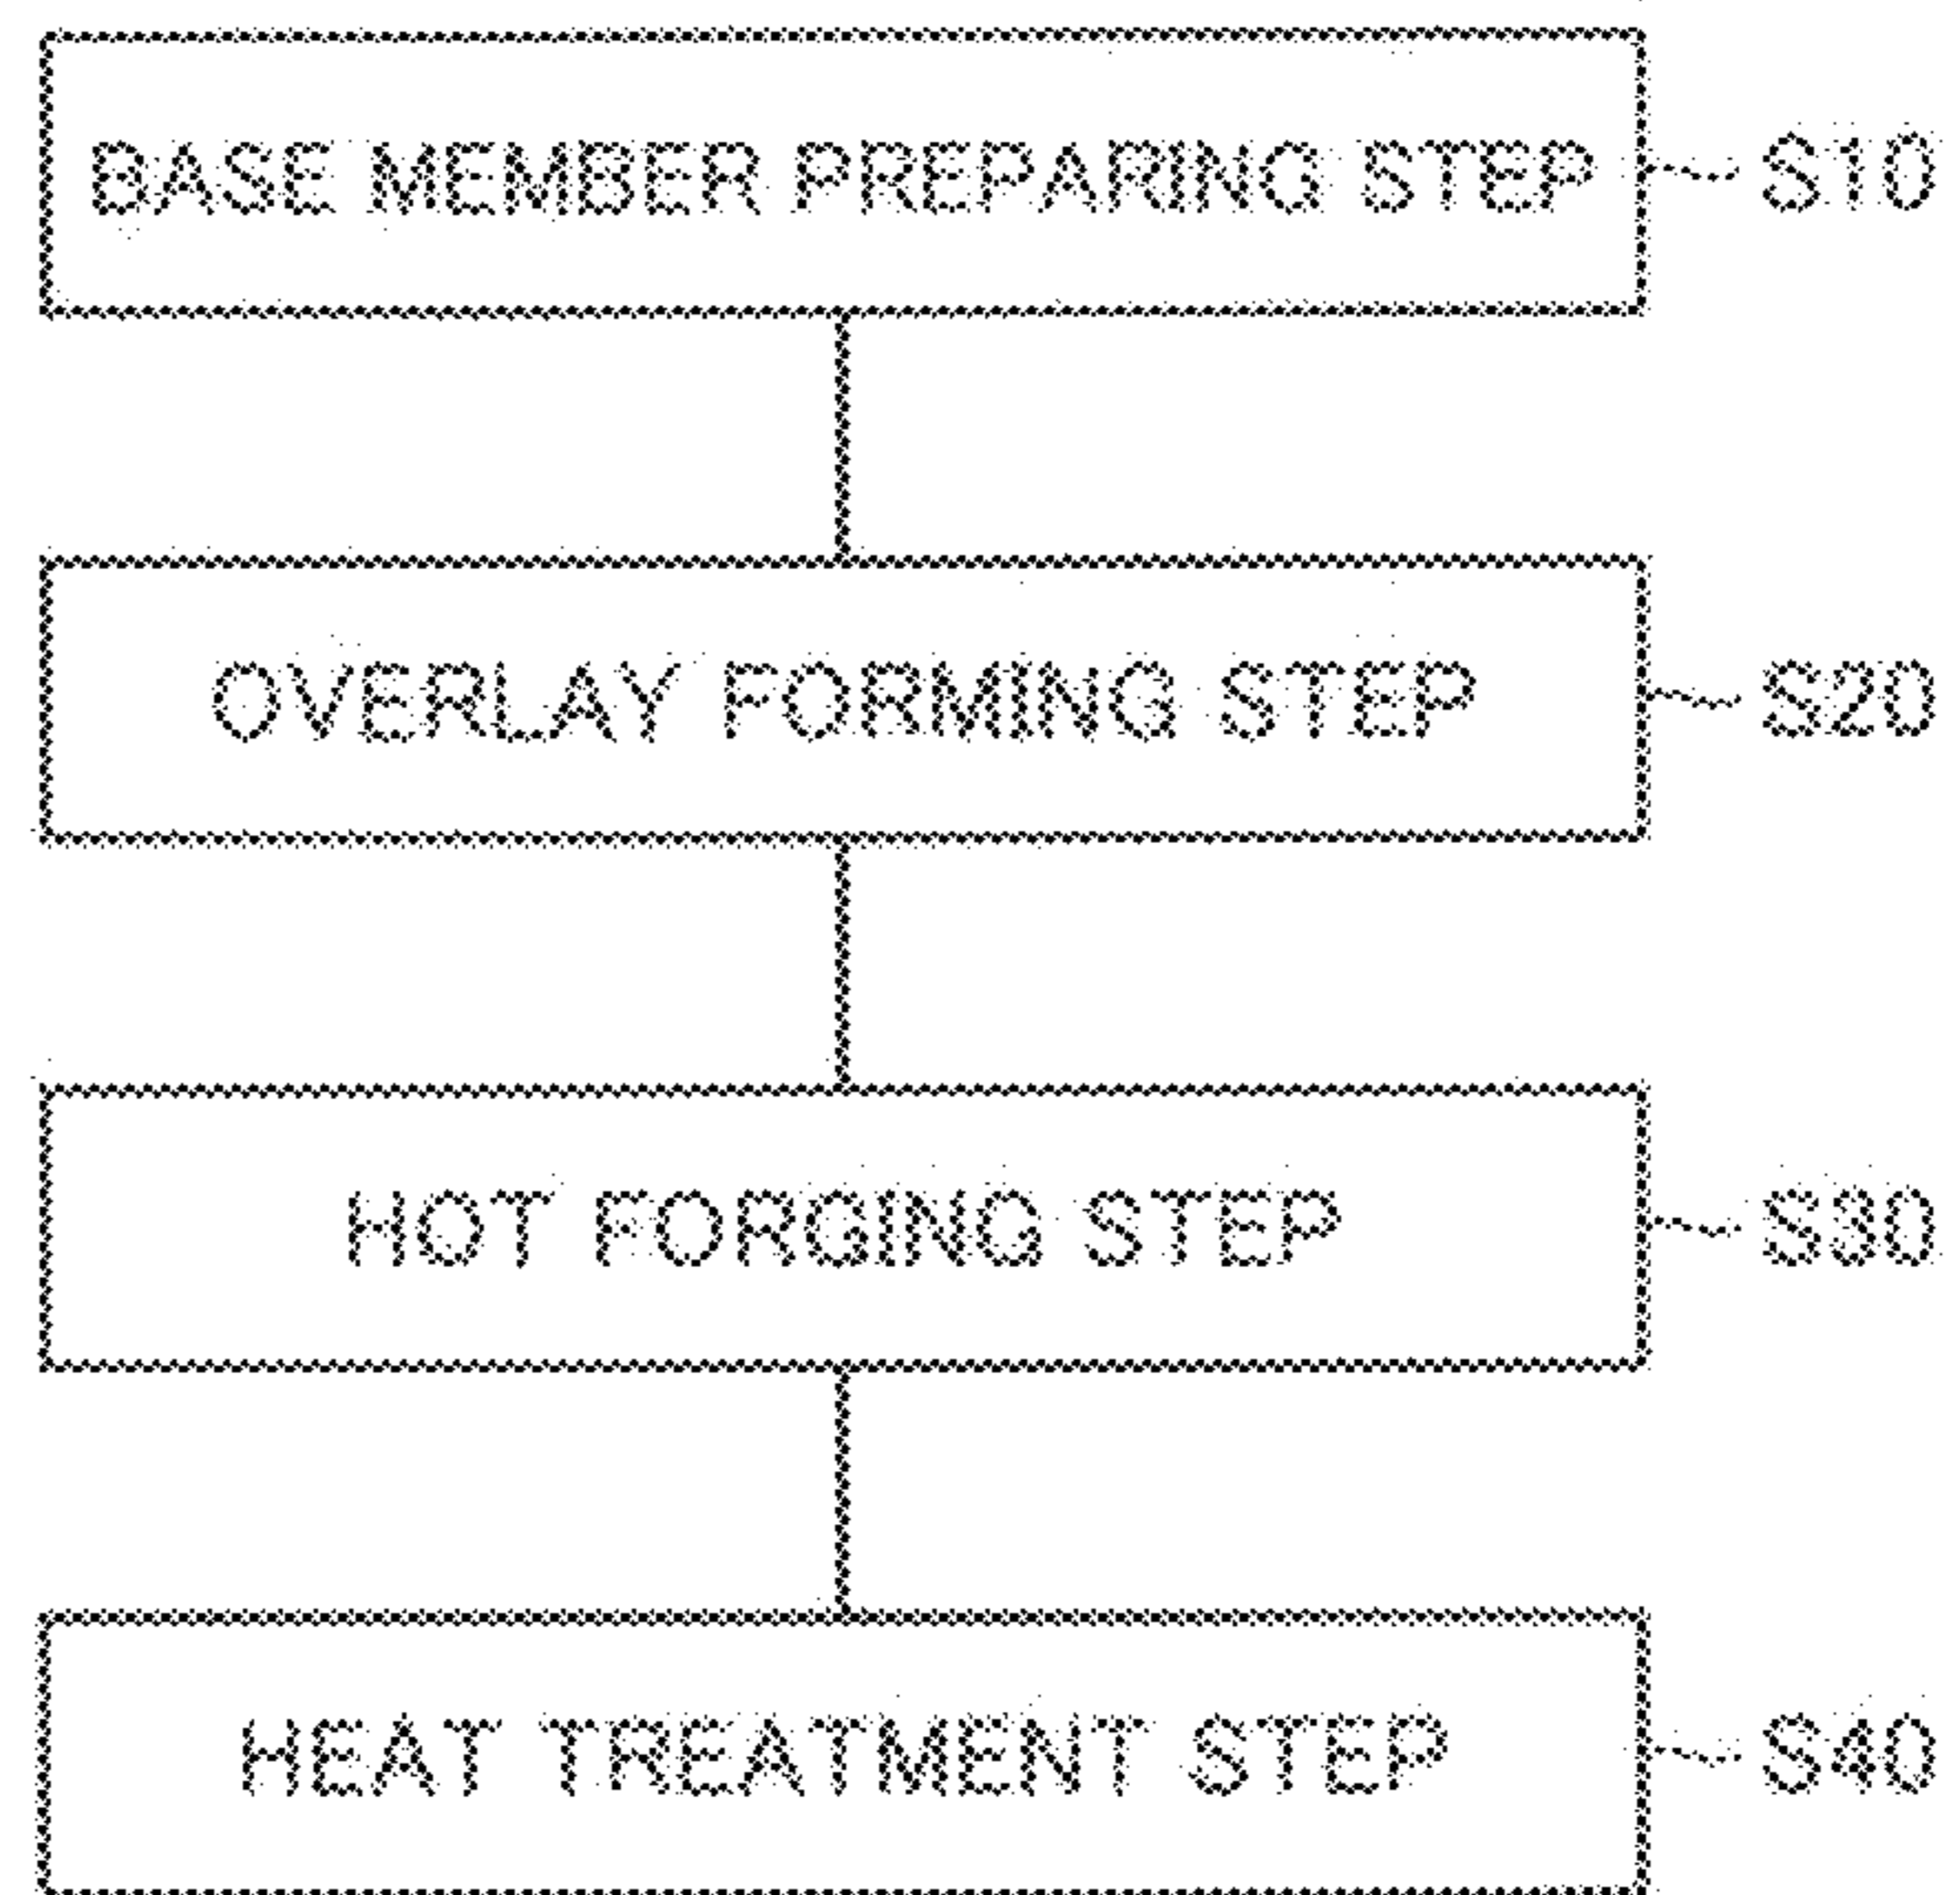 BASE MEMBER PREPARING STEP S10
OVERLAY FORMING STEP S20
HOT FORGING STEP S30
HEAT TREATMENT STEP S40